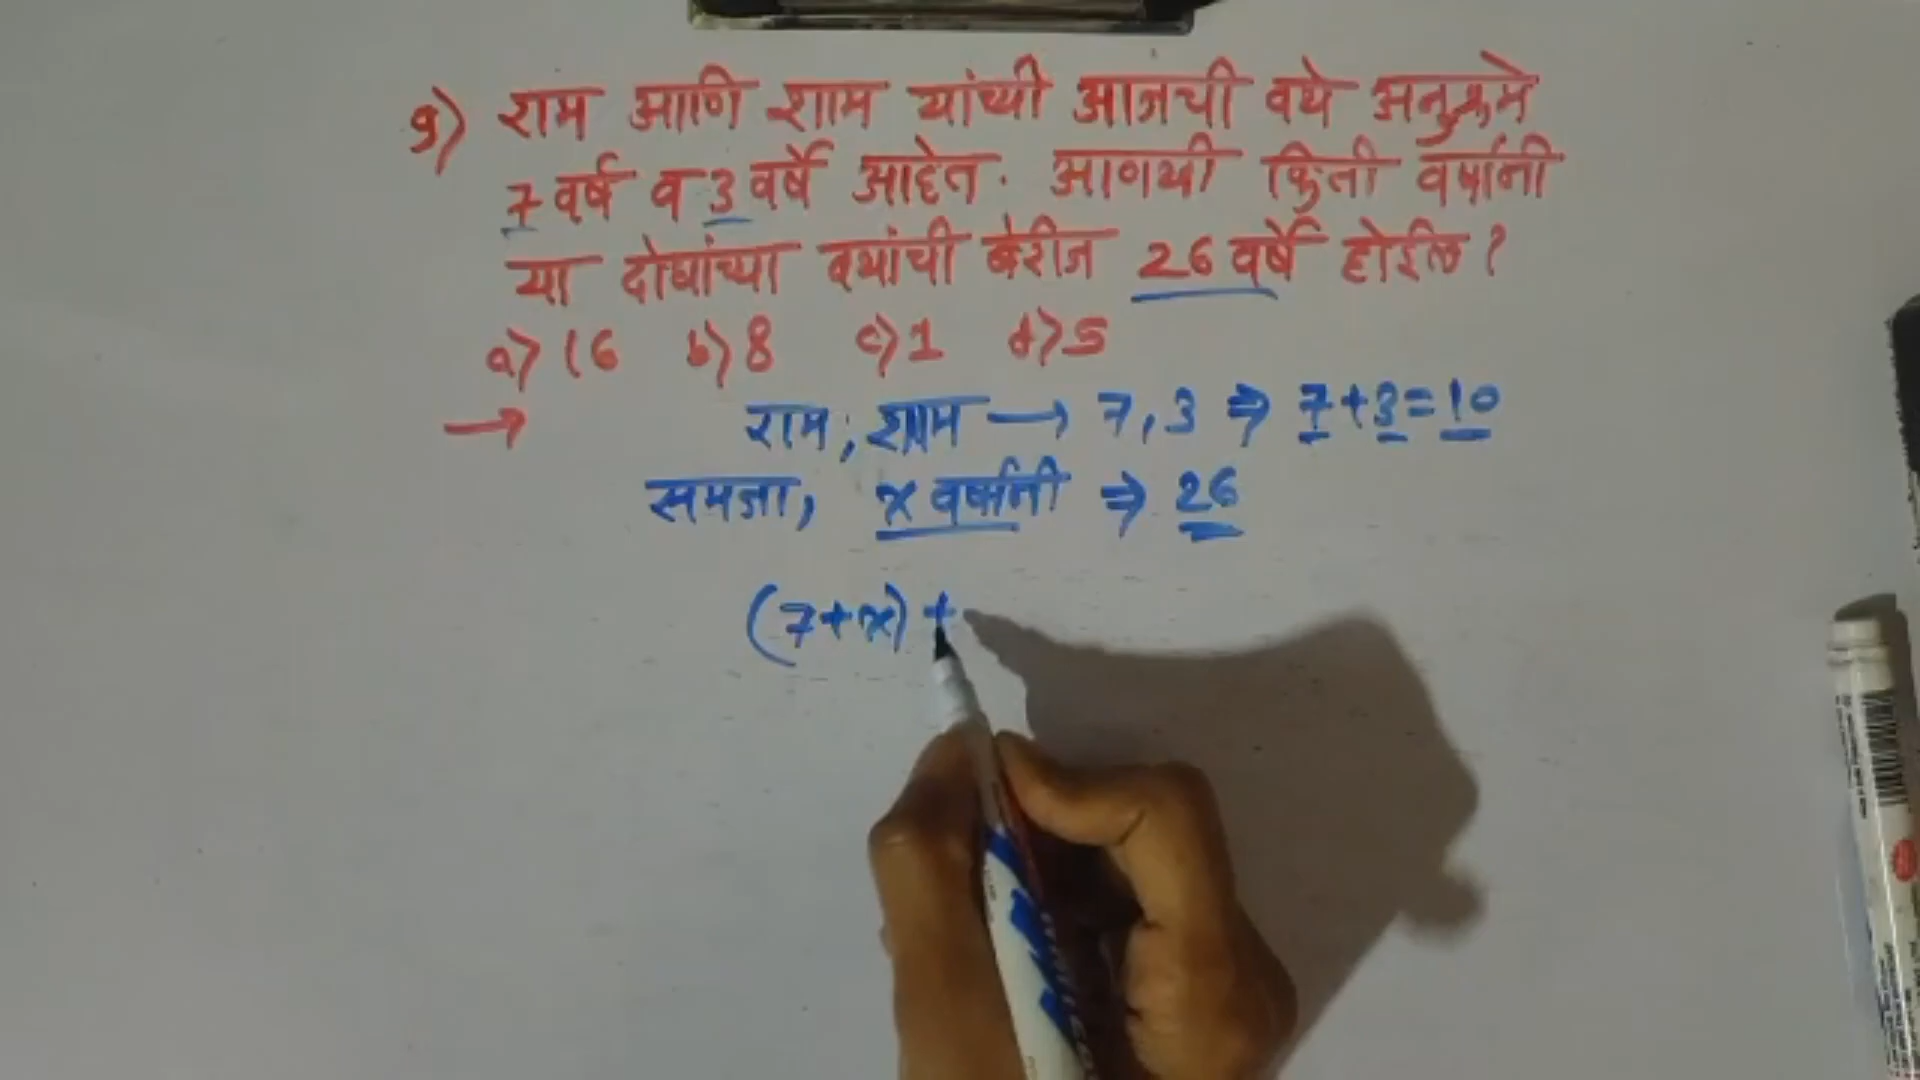 १) राम आणि शाम यांच्यी आजची वये अनुक्रमे
7 वर्षे व 3 वर्षे आहेत. आणखी किती वर्षानी
या दोघांच्या वयांची बेरीज 26 वर्षे होईल?
a) 16 b) 8 c) 1 d) 5
→ राम, शाम → 7, 3 ⇒ 7+3=10
समजा, x वर्षानी ⇒ 26
(7+x) +